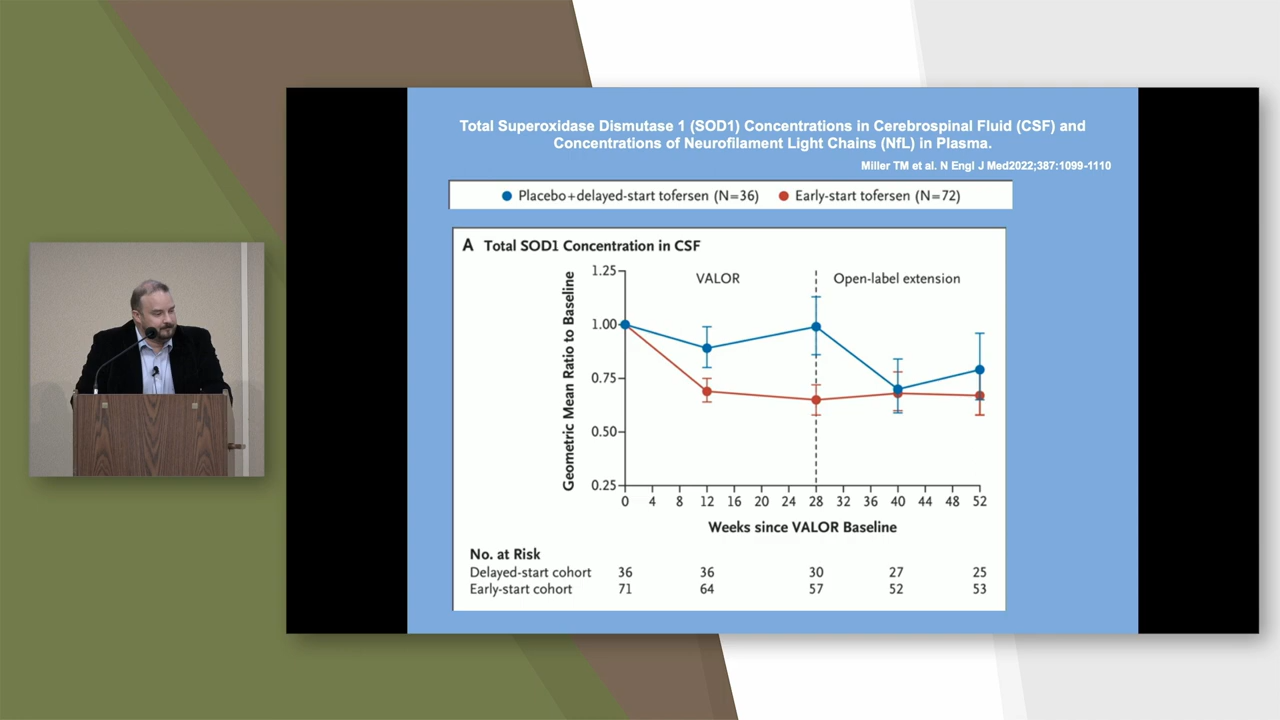 Total Superoxidase Dismutase 1 (SOD1) Concentrations in Cerebrospinal Fluid (CSF) and
Concentrations of Neurofilament Light Chains (NfL) in Plasma.
Miller TM et al. N Engl J Med2022;387:1099-1110
Placebo+delayed-start tofersen (N=36) Early-start tofersen (N=72)
A Total SOD1 Concentration in CSF
VALOR Open-label extension
Geometric Mean Ratio to Baseline
1.25
1.00
0.75
0.50
0.25
0 4 8 12 16 20 24 28 32 36 40 44 48 52
Weeks since VALOR Baseline
No. at Risk
Delayed-start cohort 36 36 30 27 25
Early-start cohort 71 64 57 52 53